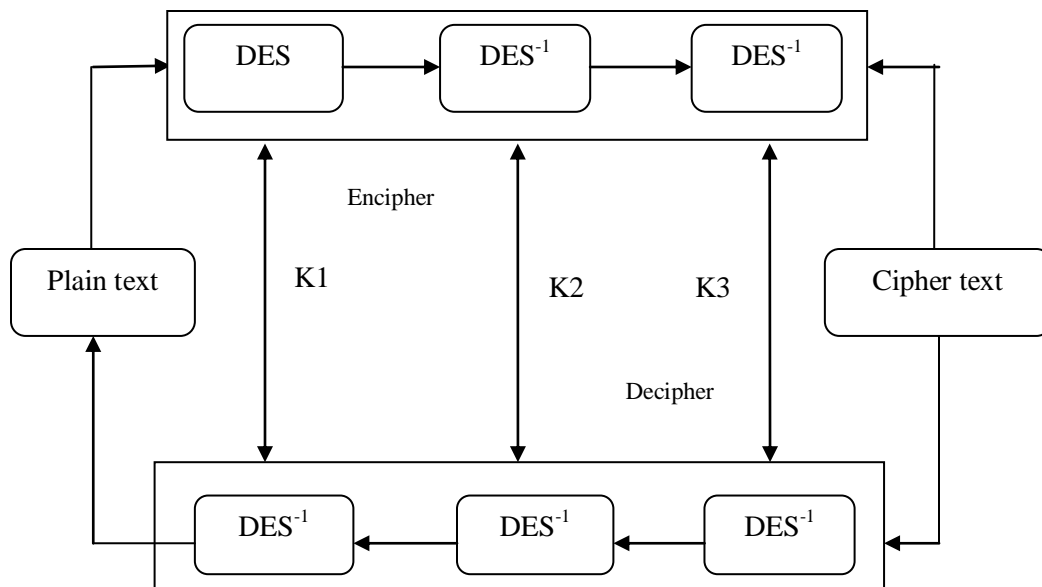 DES
DES⁻¹
DES⁻¹
Encipher
Plain text
K1
K2
K3
Cipher text
Decipher
DES⁻¹
DES⁻¹
DES⁻¹